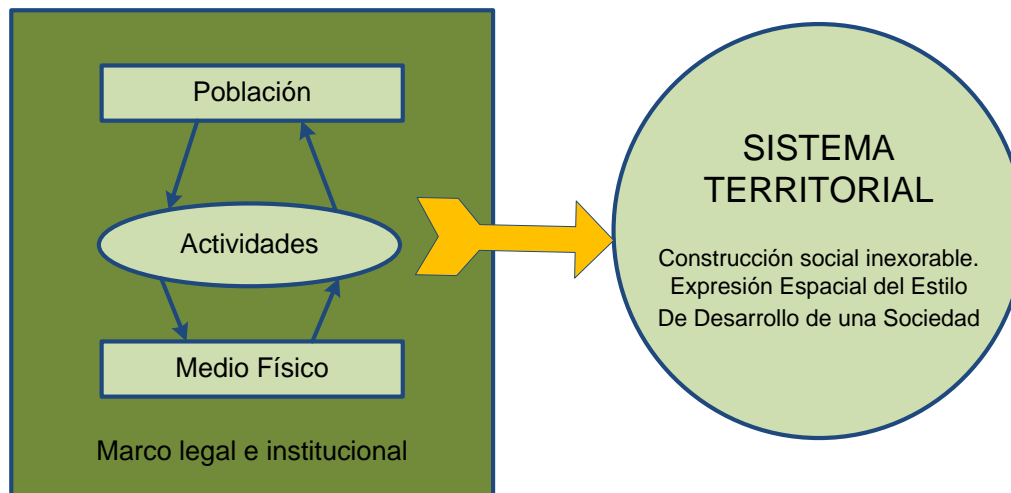 Población
Actividades
Medio Físico
Marco legal e institucional
SISTEMA
TERRITORIAL
Construcción social inexorable.
Expresión Espacial del Estilo
De Desarrollo de una Sociedad